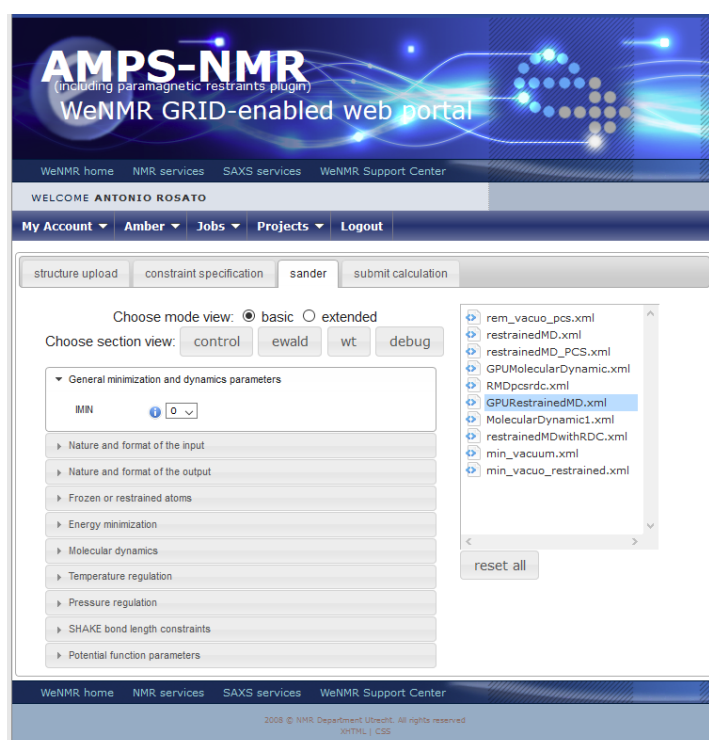 AMPS-NMR
(including paramagnetic restraints plugin)
WeNMR GRID-enabled web portal
WeNMR home NMR services SAXS services WeNMR Support Center
WELCOME ANTONIO ROSATO
My Account Amber Jobs Projects Logout
structure upload constraint specification sander submit calculation
Choose mode view: basic extended
Choose section view: control ewald wt debug
General minimization and dynamics parameters
IMIN 0
Nature and format of the input
Nature and format of the output
Frozen or restrained atoms
Energy minimization
Molecular dynamics
Temperature regulation
Pressure regulation
SHAKE bond length constraints
Potential function parameters
rem_vacuo_pcs.xml
restrainedMD.xml
restrainedMD_PCS.xml
GPUMolecularDynamic.xml
RMDpcsrdc.xml
GPURestrainedMD.xml
MolecularDynamic1.xml
restrainedMDwithRDC.xml
min_vacuum.xml
min_vacuo_restrained.xml
reset all
WeNMR home NMR services SAXS services WeNMR Support Center
2008 © NMR Department Utrecht. All rights reserved
XHTML | CSS